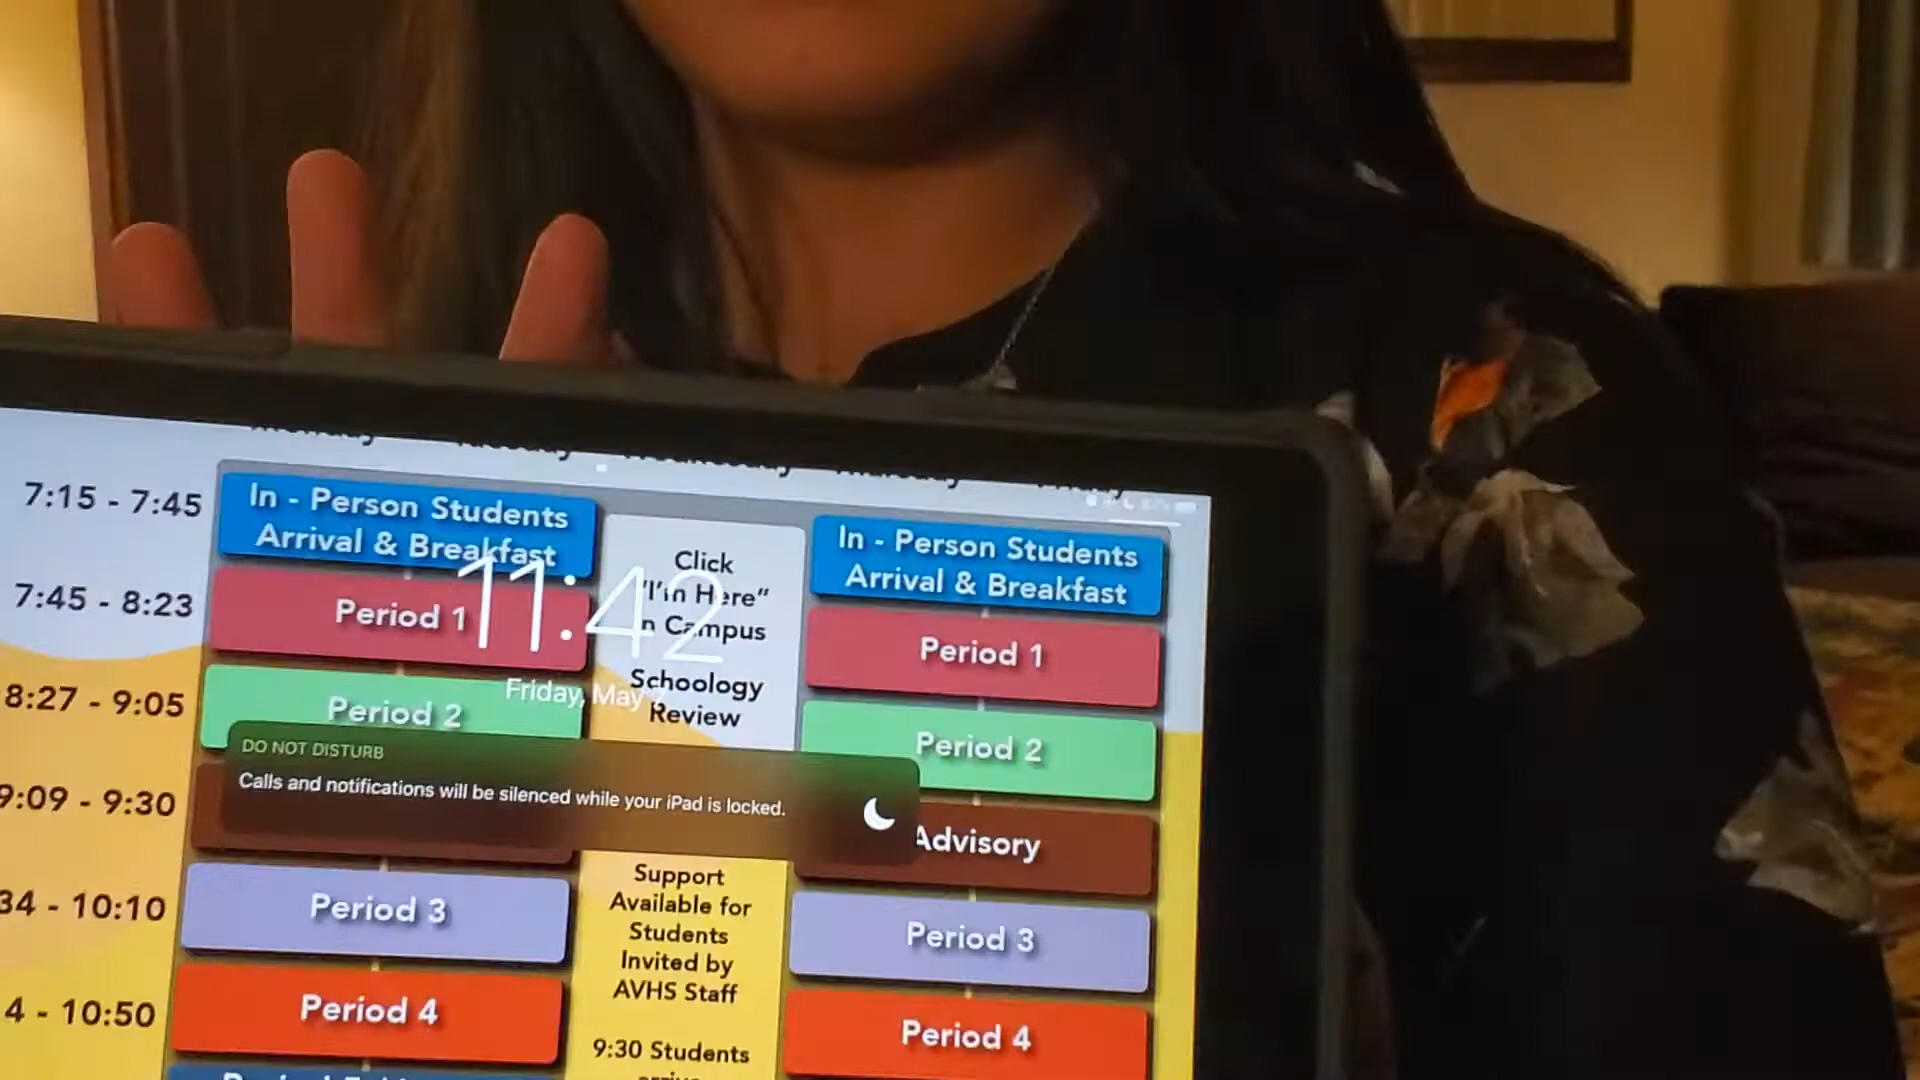 7:15 - 7:45
In - Person Students
Arrival & Breakfast
Click
"I'm Here"
Campus
In - Person Students
Arrival & Breakfast
11:42
7:45 - 8:23
Period 1
Period 1
Schoology
Review
Friday, May
8:27 - 9:05
Period 2
Period 2
DO NOT DISTURB
Calls and notifications will be silenced while your iPad is locked.
9:09 - 9:30
Advisory
Support
Available for
Students
Invited by
AVHS Staff
34 - 10:10
Period 3
Period 3
4 - 10:50
Period 4
Period 4
9:30 Students